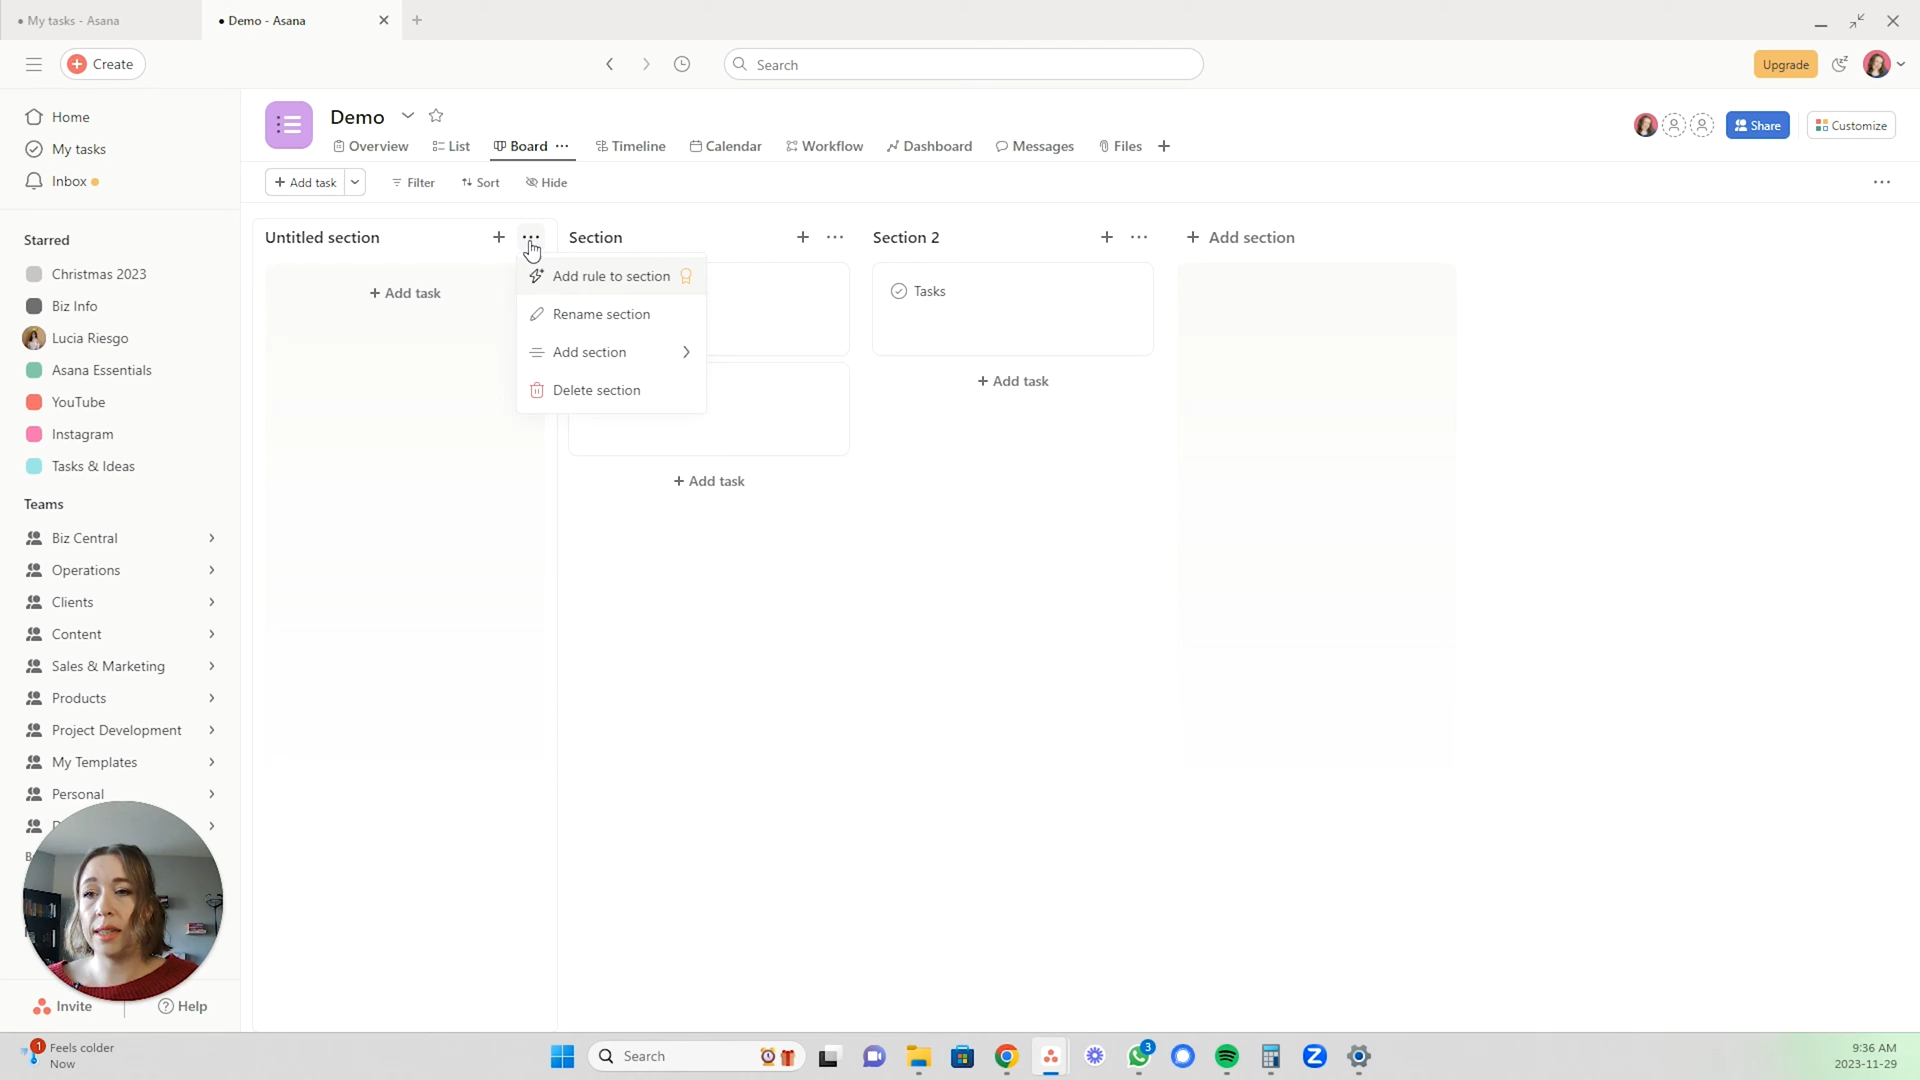 My tasks - Asana
Demo - Asana
Create
Search
Upgrade
Home
My tasks
Inbox
Demo
Overview
List
Board
Timeline
Calendar
Workflow
Dashboard
Messages
Files
Share
Customize
+ Add task
Filter
Sort
Hide
Starred
Christmas 2023
Biz Info
Lucia Riesgo
Asana Essentials
YouTube
Instagram
Tasks & Ideas
Teams
Biz Central
Operations
Clients
Content
Sales & Marketing
Products
Project Development
My Templates
Personal
Invite
Help
Untitled section
+ Add task
Add rule to section
Rename section
Add section
Delete section
Section
+ Add task
Section 2
Tasks
+ Add task
+ Add section
1
Feels colder
Now
Search
3
Z
9:36 AM
2023-11-29